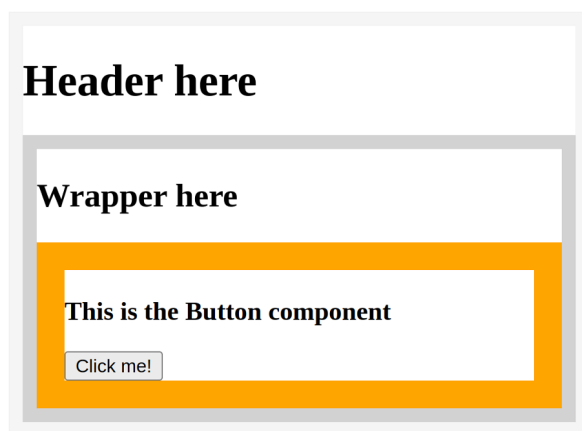 Header here
Wrapper here
This is the Button component
Click me!